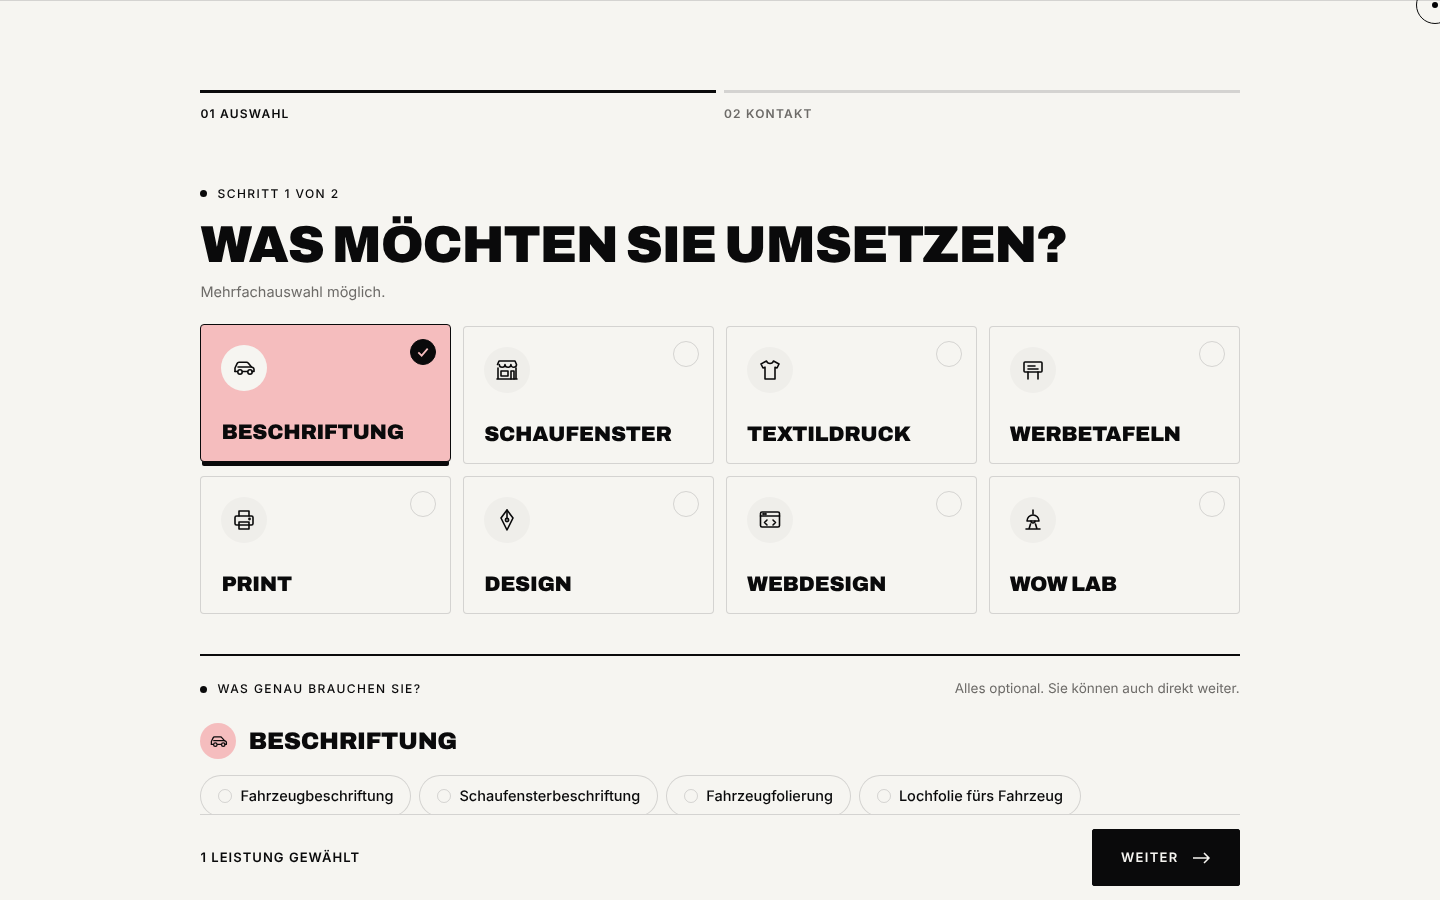 01 AUSWAHL
02 KONTAKT
SCHRITT 1 VON 2
WAS MÖCHTEN SIE UMSETZEN?
Mehrfachauswahl möglich.
BESCHRIFTUNG
SCHAUFENSTER
TEXTILDRUCK
WERBETAFELN
PRINT
DESIGN
WEBDESIGN
WOW LAB
WAS GENAU BRAUCHEN SIE?
Alles optional. Sie können auch direkt weiter.
BESCHRIFTUNG
Fahrzeugbeschriftung
Schaufensterbeschriftung
Fahrzeugfolierung
Lochfolie fürs Fahrzeug
1 LEISTUNG GEWÄHLT
WEITER